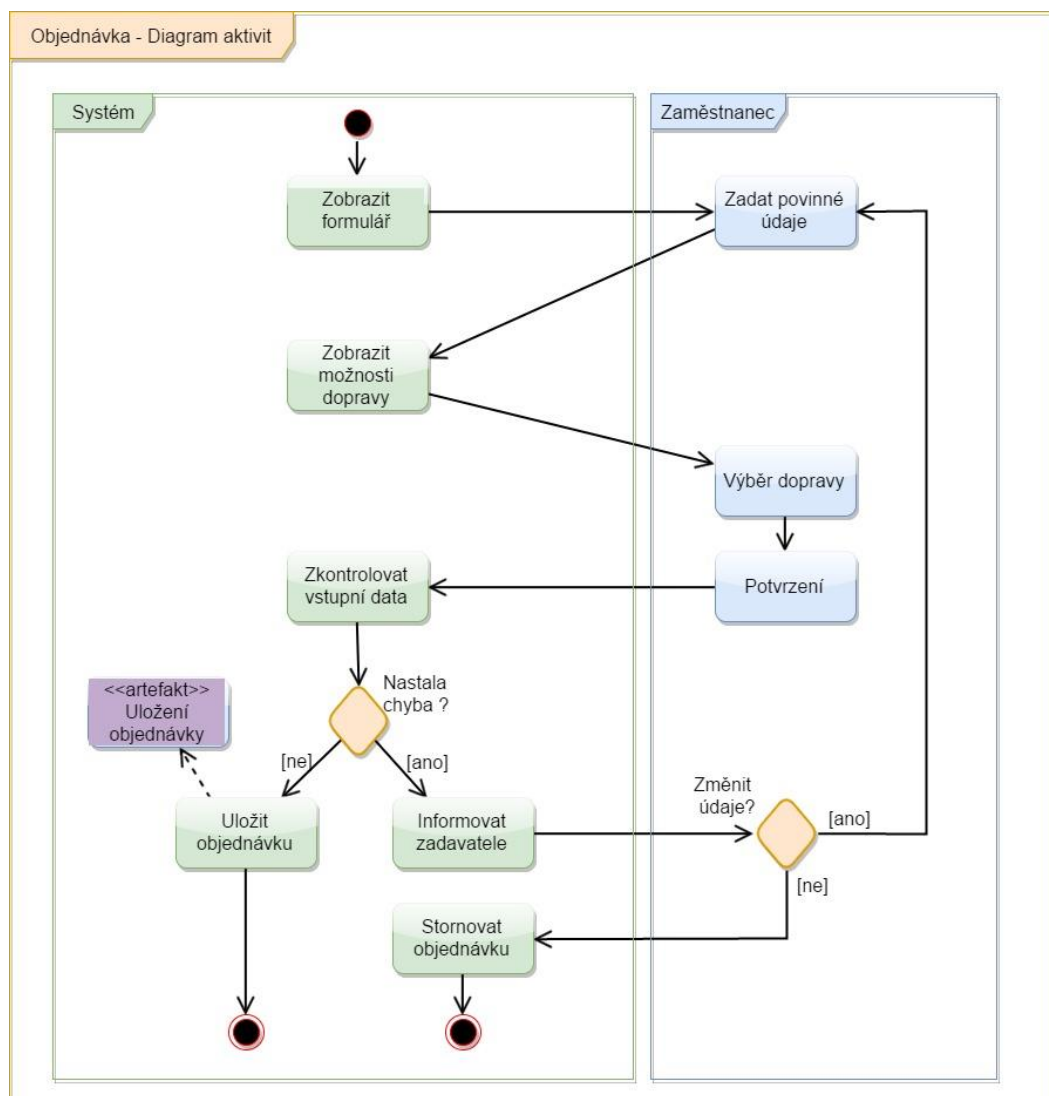 Objednávka - Diagram aktivit
Systém
Zaměstnanec
Zobrazit
formulář
Zadat povinné
údaje
Zobrazit
možnosti
dopravy
Výběr dopravy
Zkontrolovat
vstupní data
Potvrzení
Nastala
chyba ?
<<artefakt>>
Uložení
objednávky
[ne]
[ano]
Změnit
údaje?
[ano]
Uložit
objednávku
Informovat
zadavatele
[ne]
Stornovat
objednávku